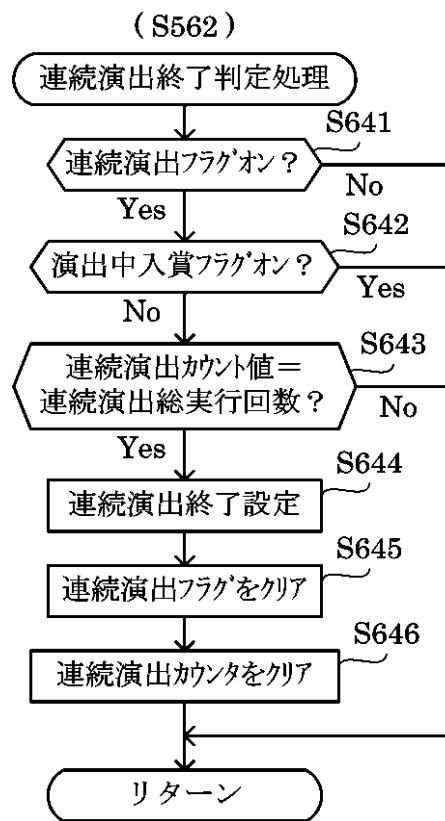 (S562)
連続演出終了判定処理
S641
連続演出フラグオン?
No
Yes
S642
演出中入賞フラグオン?
Yes
No
S643
連続演出カウント値=
連続演出総実行回数?
No
Yes
S644
連続演出終了設定
S645
連続演出フラグをクリア
S646
連続演出カウンタをクリア
リターン